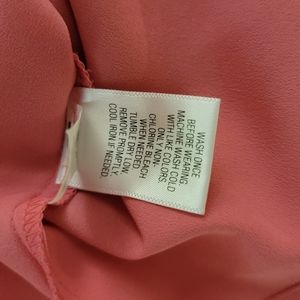 WASH ONCE
BEFORE WEARING.
MACHINE WASH COLD
WITH LIKE COLORS.
ONLY NON-
CHLORINE BLEACH
WHEN NEEDED.
TUMBLE DRY LOW.
REMOVE PROMPTLY.
COOL IRON IF NEEDED.